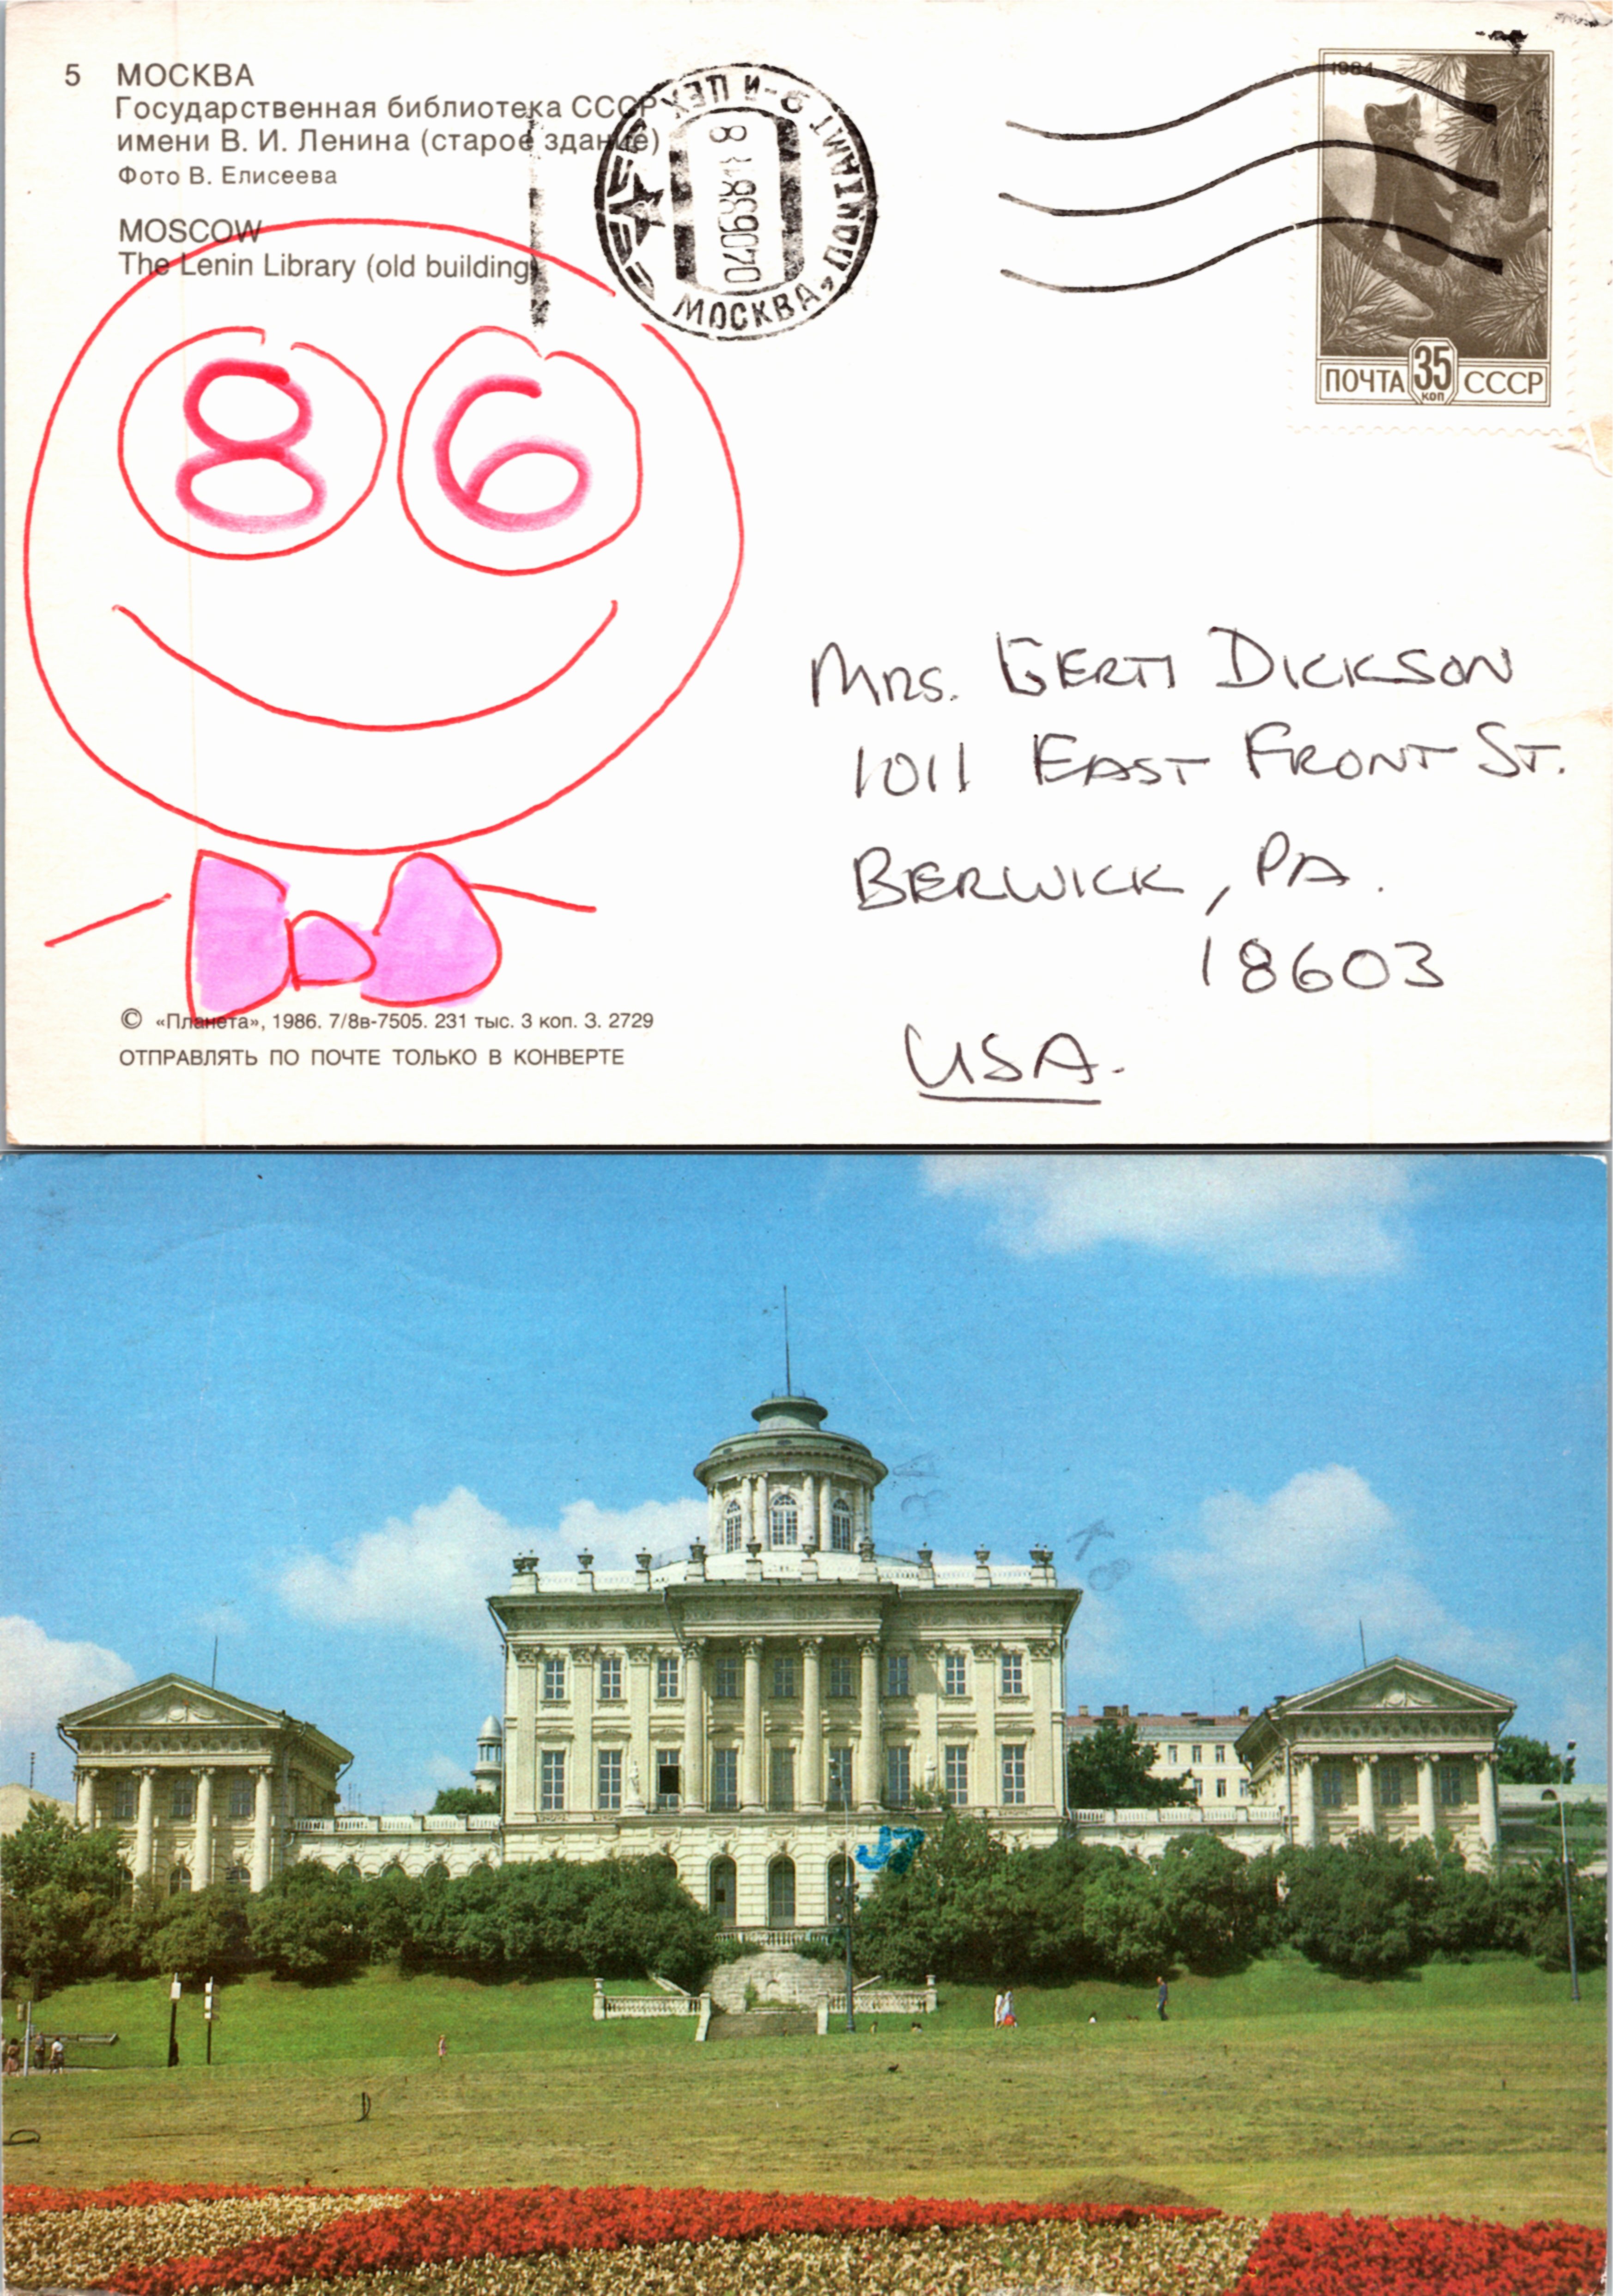 5 МОСКВА
Государственная библиотека СССР
имени В. И. Ленина (старое здание)
Фото В. Елисеева
MOSCOW
The Lenin Library (old building)
МОСКВА, ПОЧТАМТ
1984
ПОЧТА 35 КОП СССР
86
MRS. GERTI DICKSON
1011 EAST FRONT ST.
BERWICK, PA.
18603
USA.
© «Планета», 1986. 7/8в-7505. 231 тыс. 3 коп. З. 2729
ОТПРАВЛЯТЬ ПО ПОЧТЕ ТОЛЬКО В КОНВЕРТЕ
K8